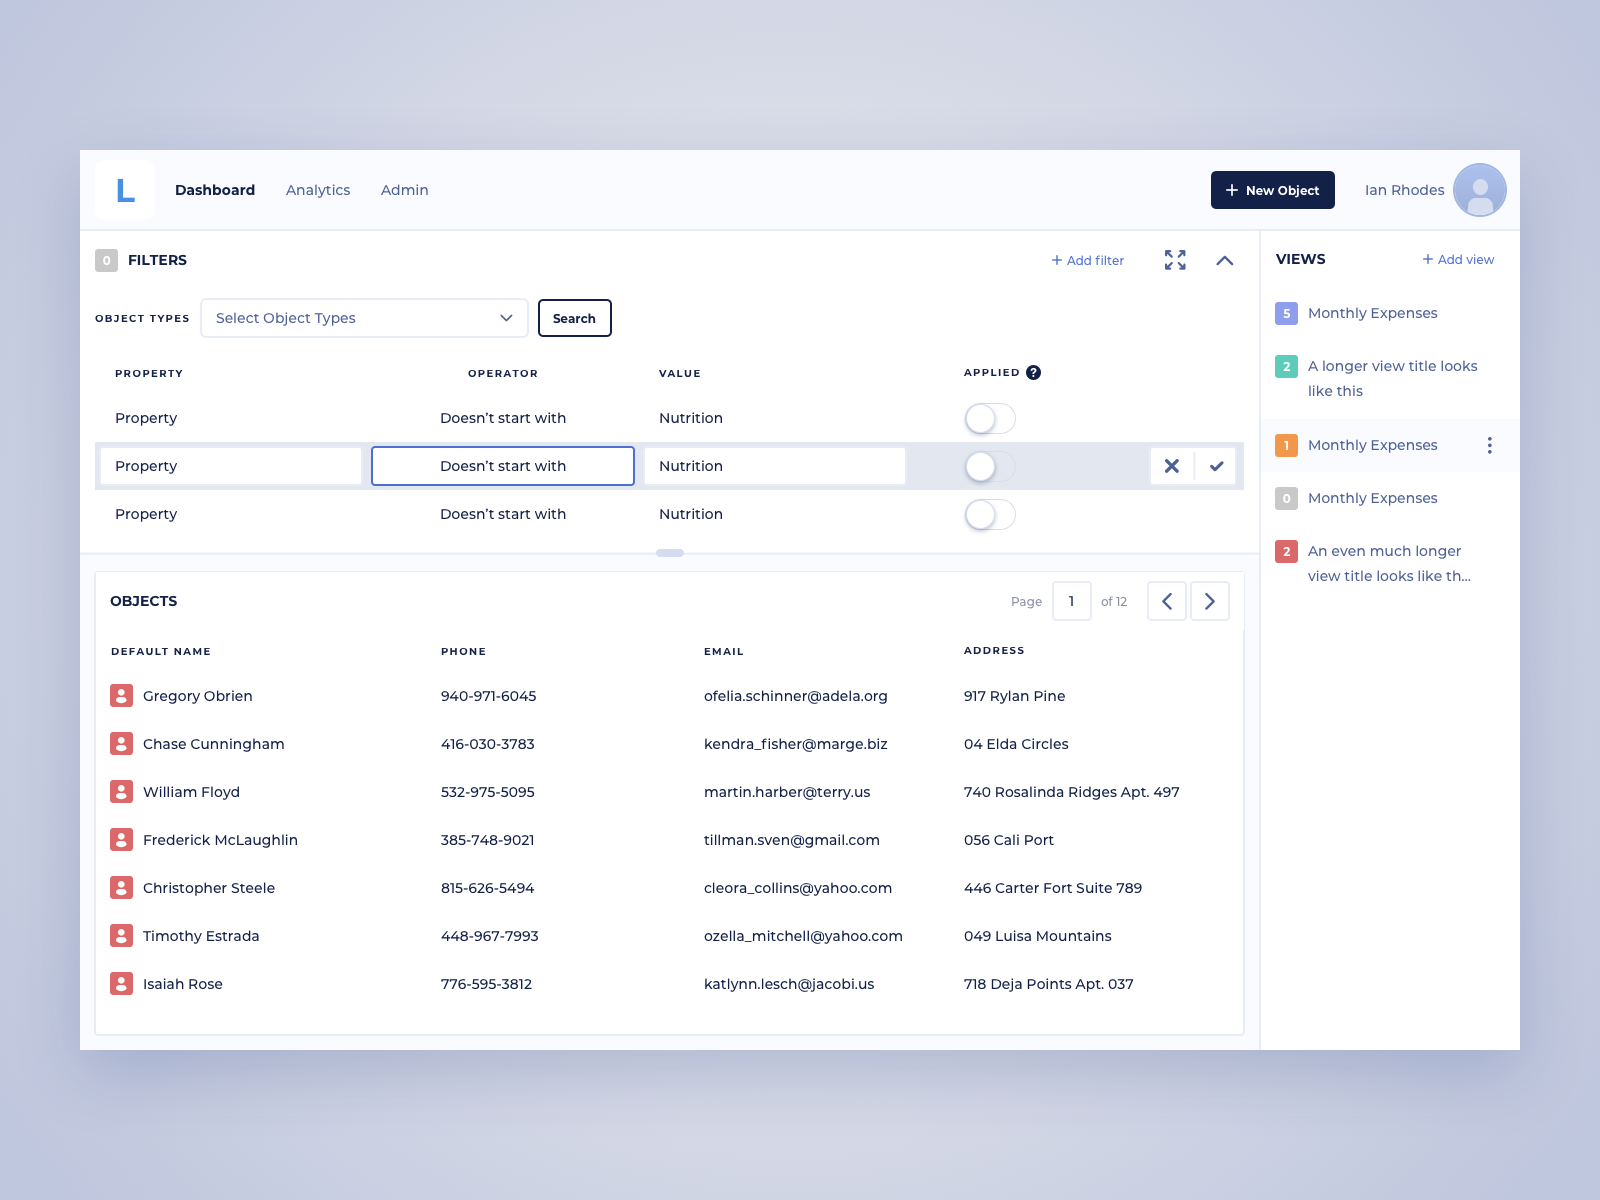 L Dashboard Analytics Admin + New Object Ian Rhodes
0 FILTERS + Add filter
OBJECT TYPES Select Object Types Search
PROPERTY OPERATOR VALUE APPLIED ?
Property Doesn't start with Nutrition
Property Doesn't start with Nutrition
Property Doesn't start with Nutrition
OBJECTS Page 1 of 12
DEFAULT NAME PHONE EMAIL ADDRESS
Gregory Obrien 940-971-6045 ofelia.schinner@adela.org 917 Rylan Pine
Chase Cunningham 416-030-3783 kendra_fisher@marge.biz 04 Elda Circles
William Floyd 532-975-5095 martin.harber@terry.us 740 Rosalinda Ridges Apt. 497
Frederick McLaughlin 385-748-9021 tillman.sven@gmail.com 056 Cali Port
Christopher Steele 815-626-5494 cleora_collins@yahoo.com 446 Carter Fort Suite 789
Timothy Estrada 448-967-7993 ozella_mitchell@yahoo.com 049 Luisa Mountains
Isaiah Rose 776-595-3812 katlynn.lesch@jacobi.us 718 Deja Points Apt. 037
VIEWS + Add view
5 Monthly Expenses
2 A longer view title looks
like this
1 Monthly Expenses
0 Monthly Expenses
2 An even much longer
view title looks like th...